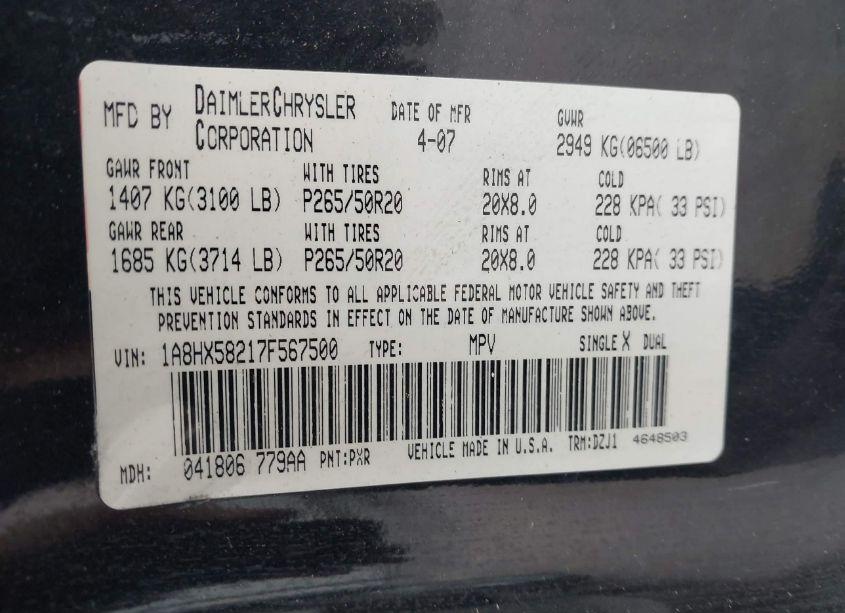 MFD BY DAIMLERCHRYSLER CORPORATION DATE OF MFR 4-07 GVWR 2949 KG(06500 LB)
GAWR FRONT WITH TIRES RIMS AT COLD
1407 KG(3100 LB) P265/50R20 20X8.0 228 KPA( 33 PSI)
GAWR REAR WITH TIRES RIMS AT COLD
1685 KG(3714 LB) P265/50R20 20X8.0 228 KPA( 33 PSI)
THIS VEHICLE CONFORMS TO ALL APPLICABLE FEDERAL MOTOR VEHICLE SAFETY AND THEFT
PREVENTION STANDARDS IN EFFECT ON THE DATE OF MANUFACTURE SHOWN ABOVE.
VIN: 1A8HX58217F567500 TYPE: MPV SINGLE X DUAL
MDH: 041806 779AA PNT:PXR VEHICLE MADE IN U.S.A. TRM:DZJ1 4648503